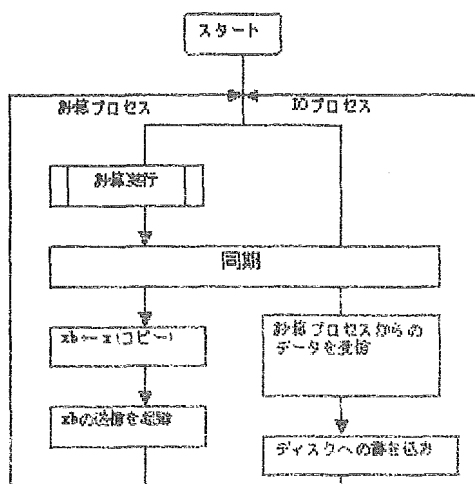 スタート
計算プロセス
IOプロセス
計算実行
同期
xb←x(コピー)
計算プロセスからの
データを受信
xbの送信を起動
ディスクへの書き込み